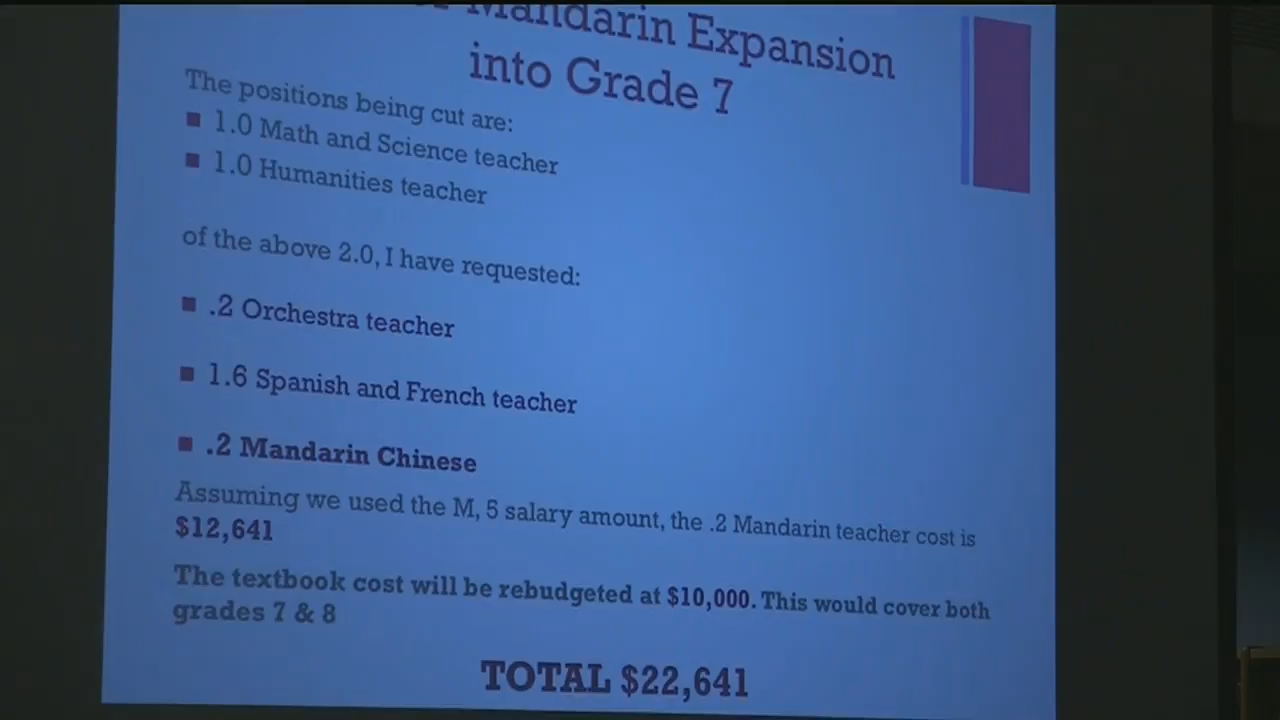 Mandarin Expansion
into Grade 7
The positions being cut are:
■ 1.0 Math and Science teacher
■ 1.0 Humanities teacher
of the above 2.0, I have requested:
■ .2 Orchestra teacher
■ 1.6 Spanish and French teacher
■ .2 Mandarin Chinese
Assuming we used the M, 5 salary amount, the .2 Mandarin teacher cost is
$12,641
The textbook cost will be rebudgeted at $10,000. This would cover both
grades 7 & 8
TOTAL $22,641